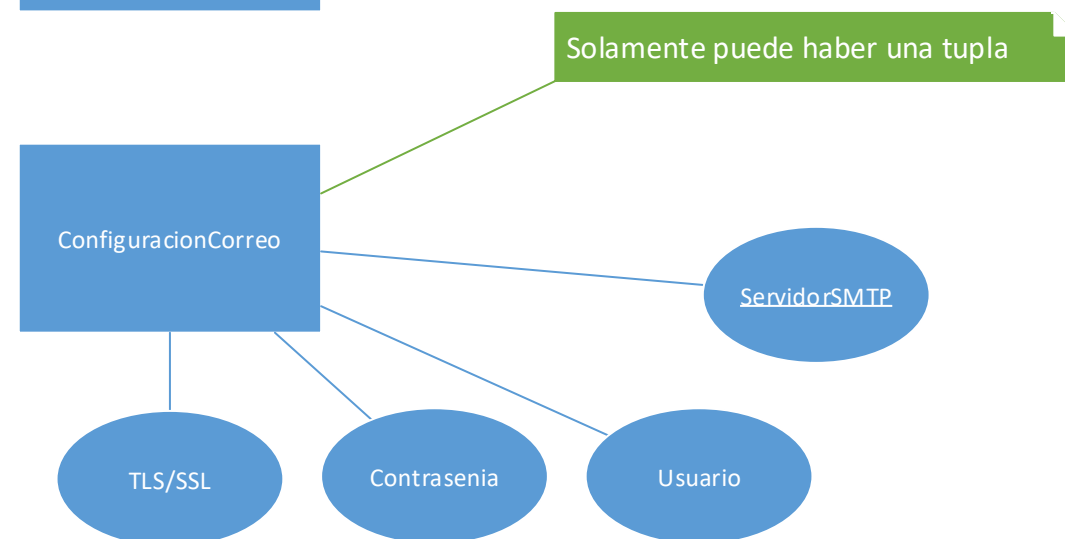 Solamente puede haber una tupla
ConfiguracionCorreo
ServidorSMTP
TLS/SSL
Contrasenia
Usuario